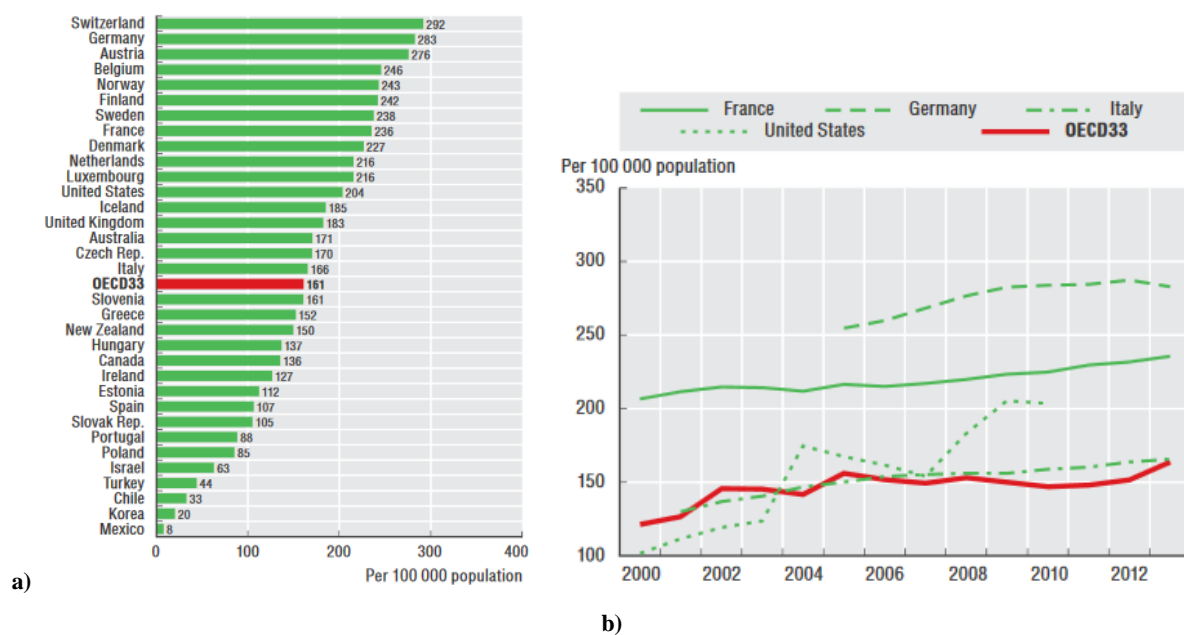 Switzerland 292
Germany 283
Austria 276
Belgium 246
Norway 243
Finland 242
Sweden 238
France 236
Denmark 227
Netherlands 216
Luxembourg 216
United States 204
Iceland 185
United Kingdom 183
Australia 171
Czech Rep. 170
Italy 166
OECD33 161
Slovenia 161
Greece 152
New Zealand 150
Hungary 137
Canada 136
Ireland 127
Estonia 112
Spain 107
Slovak Rep. 105
Portugal 88
Poland 85
Israel 63
Turkey 44
Chile 33
Korea 20
Mexico 8
0 100 200 300 400
Per 100 000 population
a)
France Germany Italy
United States OECD33
Per 100 000 population
350
300
250
200
150
100
2000 2002 2004 2006 2008 2010 2012
b)